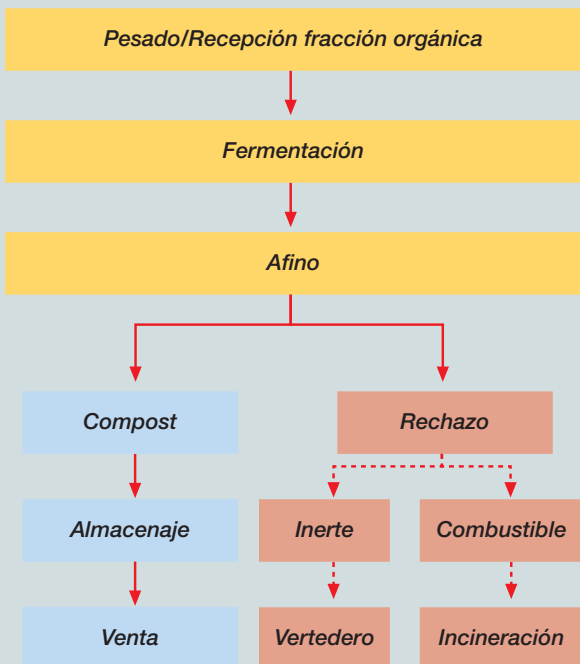 Pesado/Recepción fracción orgánica
Fermentación
Afino
Compost
Rechazo
Almacenaje
Inerte
Combustible
Venta
Vertedero
Incineración